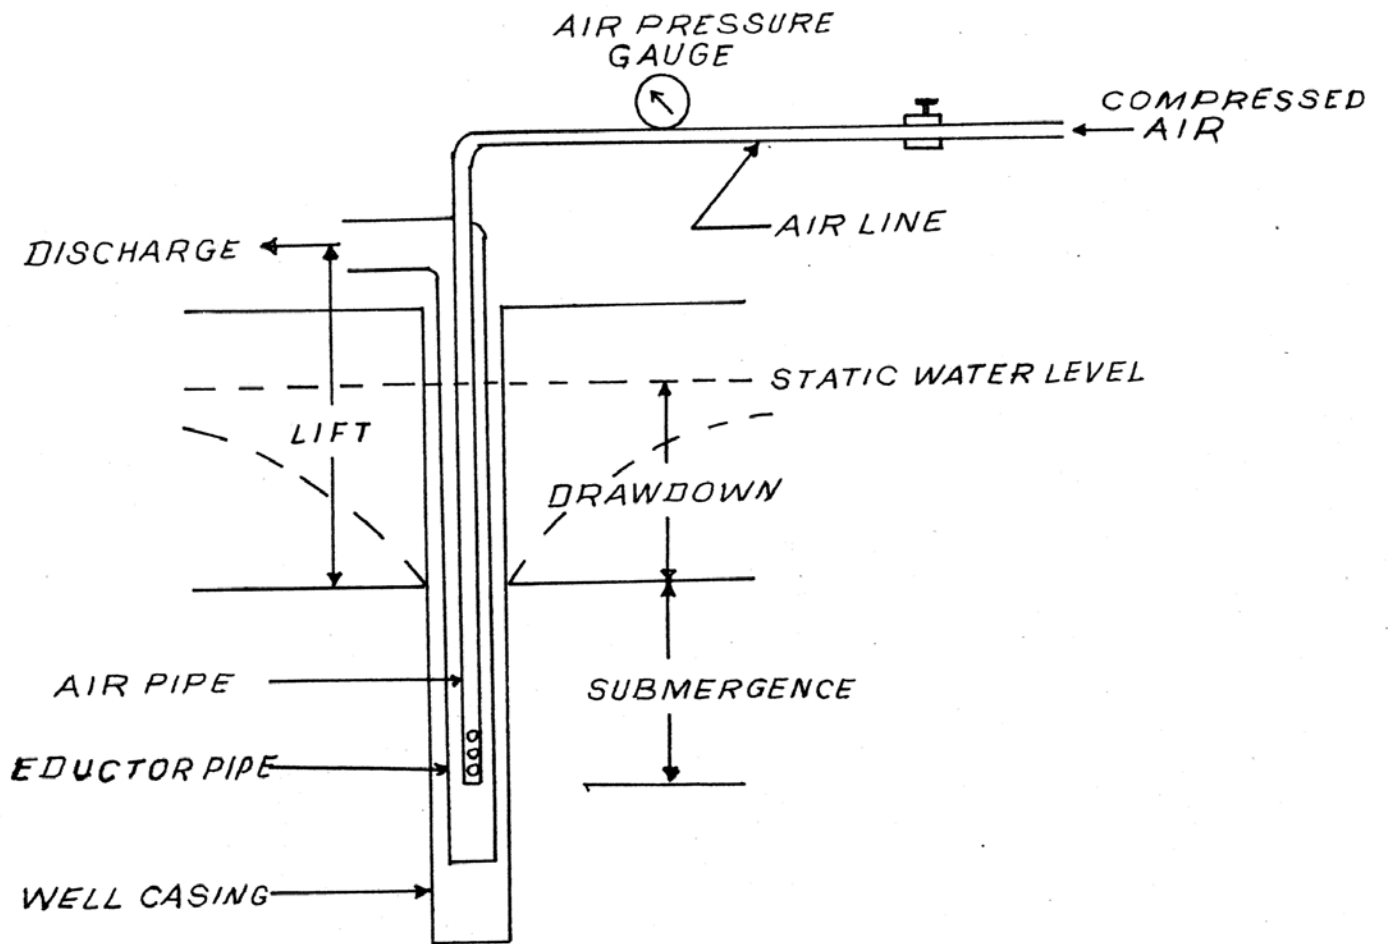 AIR PRESSURE
GAUGE
COMPRESSED
AIR
AIR LINE
DISCHARGE
STATIC WATER LEVEL
LIFT
DRAWDOWN
AIR PIPE
SUBMERGENCE
EDUCTOR PIPE
WELL CASING